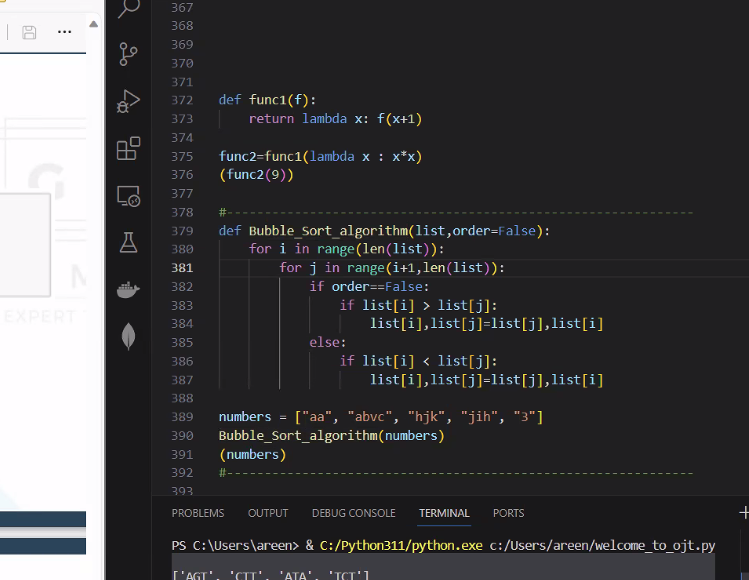 367
368
369
370
371
372 def func1(f):
373 return lambda x: f(x+1)
374
375 func2=func1(lambda x : x*x)
376 (func2(9))
377
378 #--------------------------------------------------------------
379 def Bubble_Sort_algorithm(list,order=False):
380 for i in range(len(list)):
381 for j in range(i+1,len(list)):
382 if order==False:
383 if list[i] > list[j]:
384 list[i],list[j]=list[j],list[i]
385 else:
386 if list[i] < list[j]:
387 list[i],list[j]=list[j],list[i]
388
389 numbers = ["aa", "abvc", "hjk", "jih", "3"]
390 Bubble_Sort_algorithm(numbers)
391 (numbers)
392 #--------------------------------------------------------------
393
G
M
EXPERT
PROBLEMS OUTPUT DEBUG CONSOLE TERMINAL PORTS
PS C:\Users\areen> & C:/Python311/python.exe c:/Users/areen/welcome_to_ojt.py
['AGT', 'CTT', 'ATA', 'TCT']